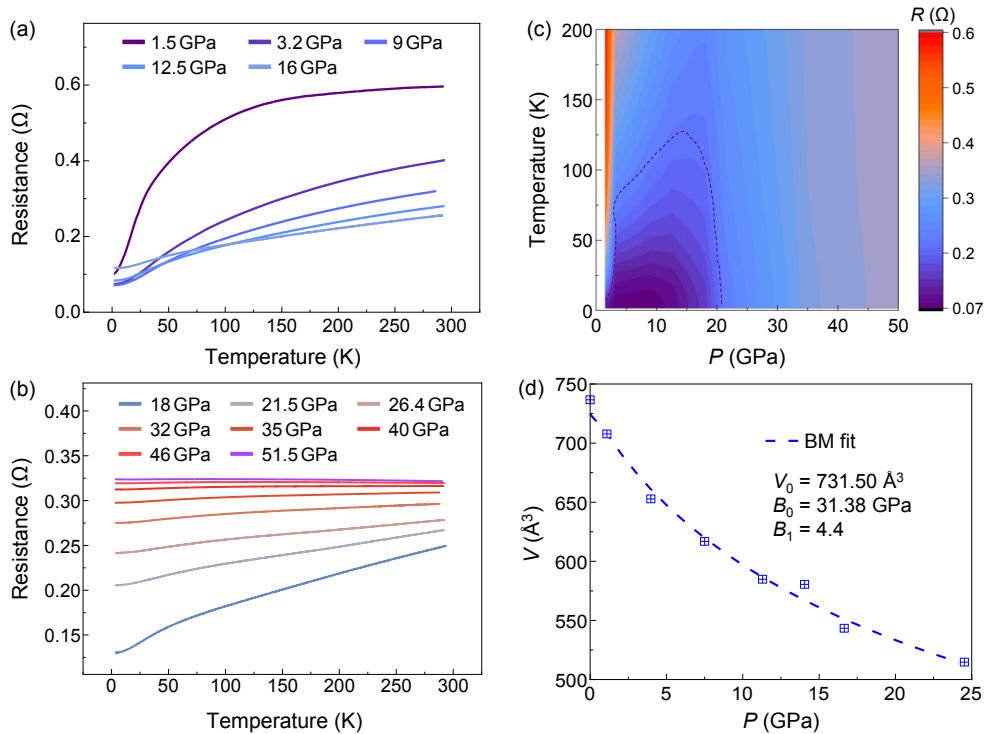 (a)
1.5 GPa 3.2 GPa 9 GPa
12.5 GPa 16 GPa
Resistance (Ω)
0.6
0.4
0.2
0.0
0 50 100 150 200 250 300
Temperature (K)
(b)
18 GPa 21.5 GPa 26.4 GPa
32 GPa 35 GPa 40 GPa
46 GPa 51.5 GPa
Resistance (Ω)
0.40
0.35
0.30
0.25
0.20
0.15
0 50 100 150 200 250 300
Temperature (K)
(c)
R (Ω)
Temperature (K)
200
150
100
50
0
0 10 20 30 40 50
P (GPa)
0.6
0.5
0.4
0.3
0.2
0.07
(d)
BM fit
V₀ = 731.50 Å³
B₀ = 31.38 GPa
B₁ = 4.4
V (Å³)
750
700
650
600
550
500
0 5 10 15 20 25
P (GPa)